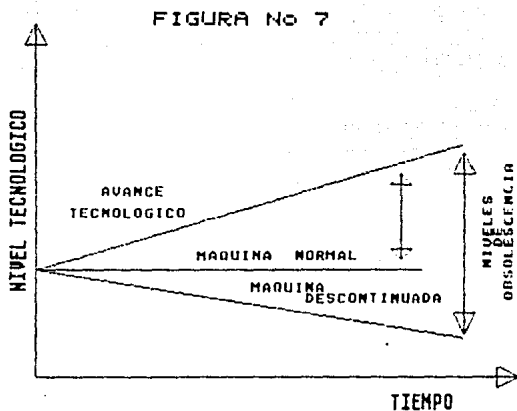 FIGURA No 7
NIVEL TECNOLOGICO
AVANCE
TECNOLOGICO
MAQUINA NORMAL
MAQUINA
DESCONTINUADA
NIVELES
DE
OBSOLESCENCIA
TIEMPO